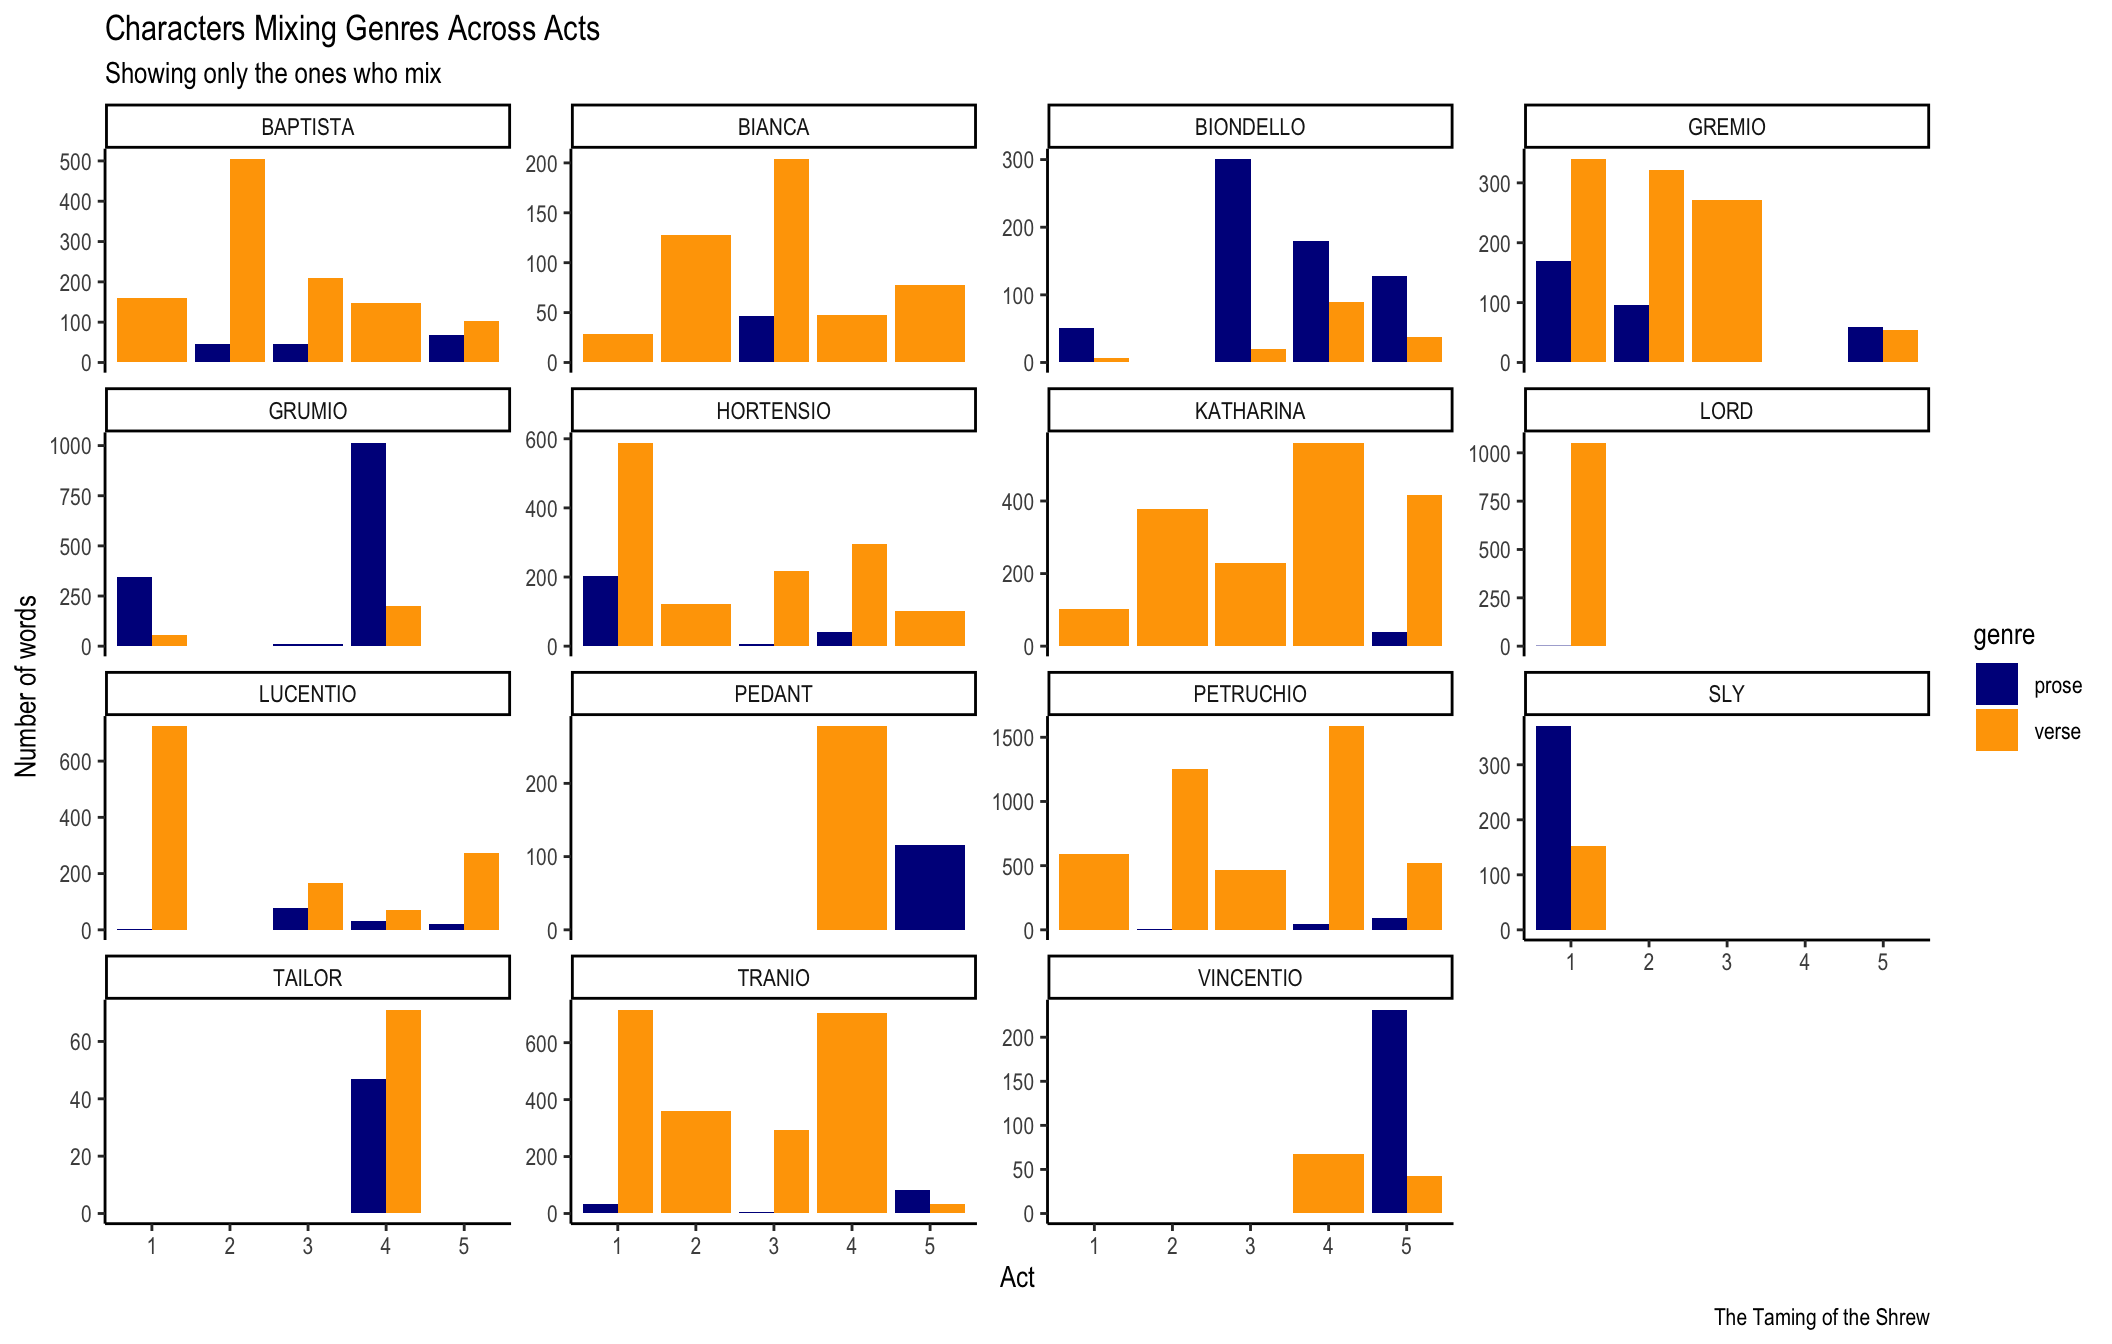 Characters Mixing Genres Across Acts
Showing only the ones who mix
BAPTISTA
BIANCA
BIONDELLO
GREMIO
500
400
300
200
100
0
200
150
100
50
0
300
200
100
0
300
200
100
0
GRUMIO
HORTENSIO
KATHARINA
LORD
1000
750
500
250
0
600
400
200
0
400
200
0
1000
750
500
250
0
Number of words
genre
prose
verse
LUCENTIO
PEDANT
PETRUCHIO
SLY
600
400
200
0
200
100
0
1500
1000
500
0
300
200
100
0
1 2 3 4 5
TAILOR
TRANIO
VINCENTIO
60
40
20
0
600
400
200
0
200
150
100
50
0
1 2 3 4 5
1 2 3 4 5
1 2 3 4 5
Act
The Taming of the Shrew